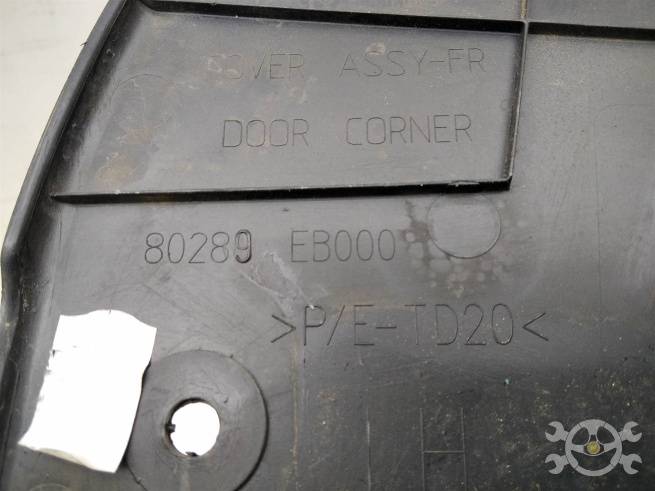 COVER ASSY-FR
DOOR CORNER
80289 EB000
>P/E-TD20<
H